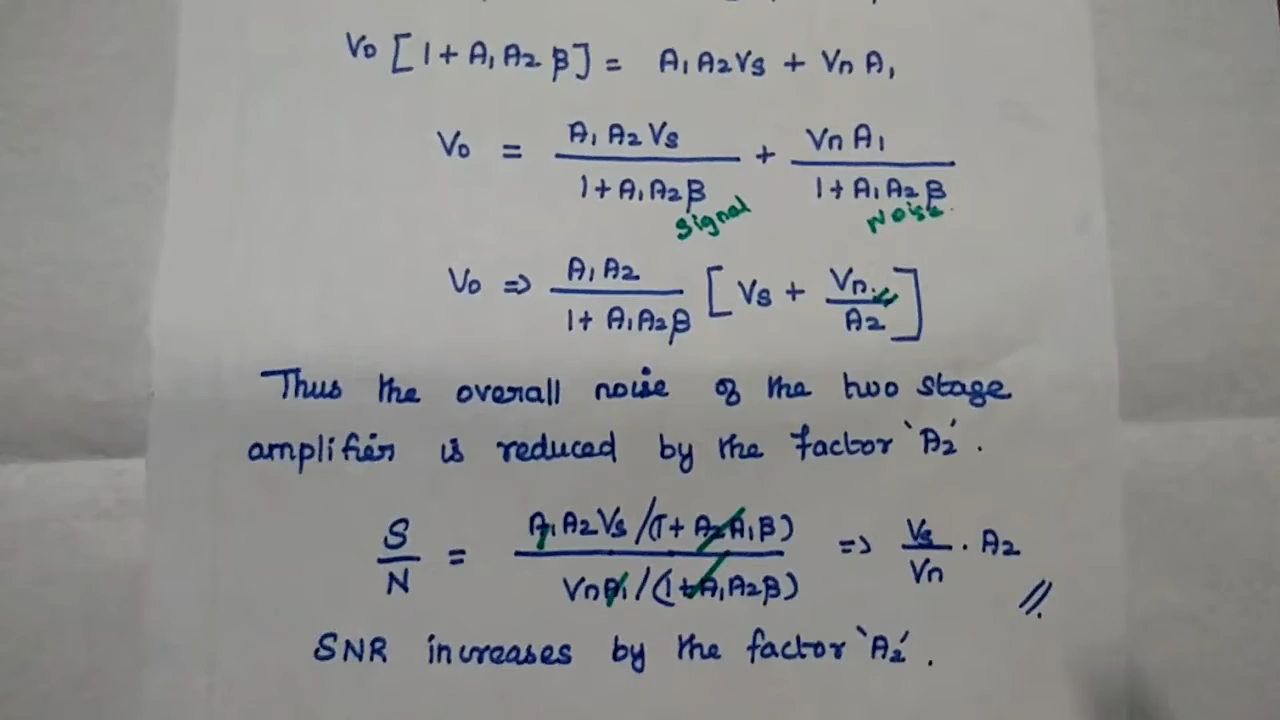 V₀ [1 + A₁ A₂ β] = A₁ A₂ Vs + Vn A₁
V₀ = A₁ A₂ Vs / 1 + A₁ A₂ β + Vn A₁ / 1 + A₁ A₂ β
Signal Noise
V₀ ⇒ A₁ A₂ / 1 + A₁ A₂ β [Vs + Vn / A₂]
Thus the overall noise of the two stage
amplifier is reduced by the factor 'A₂'.
S / N = A₁ A₂ Vs / (1 + A₂ A₁ β) / Vn A₁ / (1 + A₁ A₂ β) ⇒ Vs / Vn . A₂ //.
SNR increases by the factor 'A₂'.